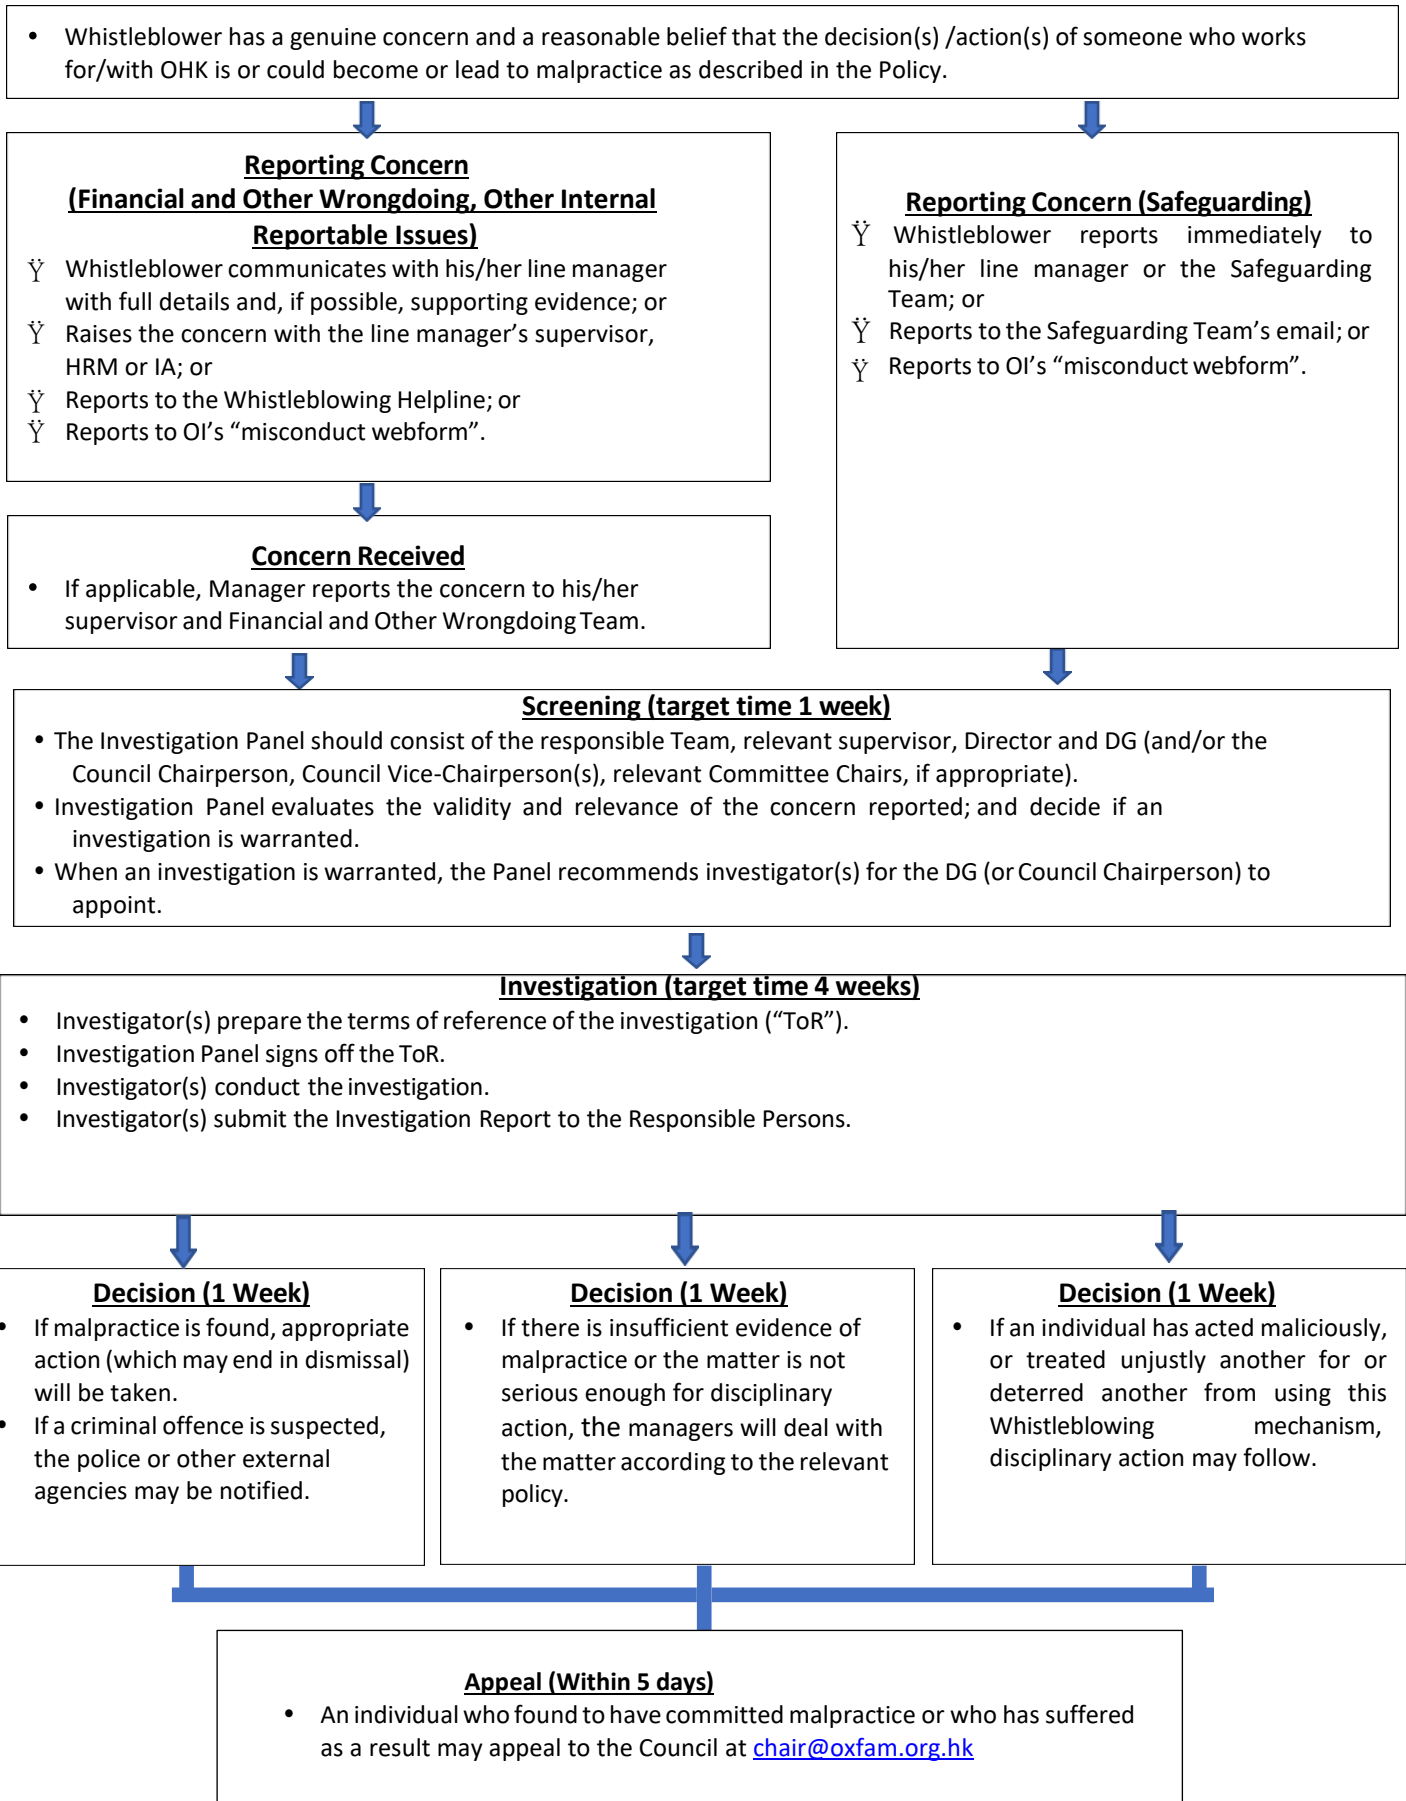 • Whistleblower has a genuine concern and a reasonable belief that the decision(s) /action(s) of someone who works
for/with OHK is or could become or lead to malpractice as described in the Policy.
Reporting Concern
(Financial and Other Wrongdoing, Other Internal
Reportable Issues)
Ÿ Whistleblower communicates with his/her line manager
with full details and, if possible, supporting evidence; or
Ÿ Raises the concern with the line manager’s supervisor,
HRM or IA; or
Ÿ Reports to the Whistleblowing Helpline; or
Ÿ Reports to OI’s “misconduct webform”.
Reporting Concern (Safeguarding)
Ÿ Whistleblower reports immediately to
his/her line manager or the Safeguarding
Team; or
Ÿ Reports to the Safeguarding Team’s email; or
Ÿ Reports to OI’s “misconduct webform”.
Concern Received
• If applicable, Manager reports the concern to his/her
supervisor and Financial and Other Wrongdoing Team.
Screening (target time 1 week)
• The Investigation Panel should consist of the responsible Team, relevant supervisor, Director and DG (and/or the
Council Chairperson, Council Vice-Chairperson(s), relevant Committee Chairs, if appropriate).
• Investigation Panel evaluates the validity and relevance of the concern reported; and decide if an
investigation is warranted.
• When an investigation is warranted, the Panel recommends investigator(s) for the DG (or Council Chairperson) to
appoint.
Investigation (target time 4 weeks)
• Investigator(s) prepare the terms of reference of the investigation (“ToR”).
• Investigation Panel signs off the ToR.
• Investigator(s) conduct the investigation.
• Investigator(s) submit the Investigation Report to the Responsible Persons.
Decision (1 Week)
• If malpractice is found, appropriate
action (which may end in dismissal)
will be taken.
• If a criminal offence is suspected,
the police or other external
agencies may be notified.
Decision (1 Week)
• If there is insufficient evidence of
malpractice or the matter is not
serious enough for disciplinary
action, the managers will deal with
the matter according to the relevant
policy.
Decision (1 Week)
• If an individual has acted maliciously,
or treated unjustly another for or
deterred another from using this
Whistleblowing mechanism,
disciplinary action may follow.
Appeal (Within 5 days)
• An individual who found to have committed malpractice or who has suffered
as a result may appeal to the Council at chair@oxfam.org.hk